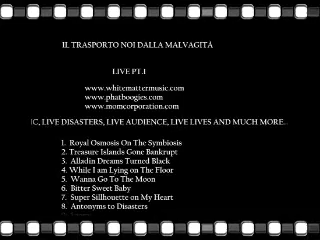 IL TRASPORTO NOI DALLA MALVAGITÀ
LIVE PT.1
www.whitemattermusic.com
www.phatboogies.com
www.momcorporation.com
IC, LIVE DISASTERS, LIVE AUDIENCE, LIVE LIVES AND MUCH MORE..
1. Royal Osmosis On The Symbiosis
2. Treasure Islands Gone Bankrupt
3. Alladin Dreams Turned Black
4. While I am Lying on The Floor
5. Wanna Go To The Moon
6. Bitter Sweet Baby
7. Super Sillhouette on My Heart
8. Antonyms to Disasters